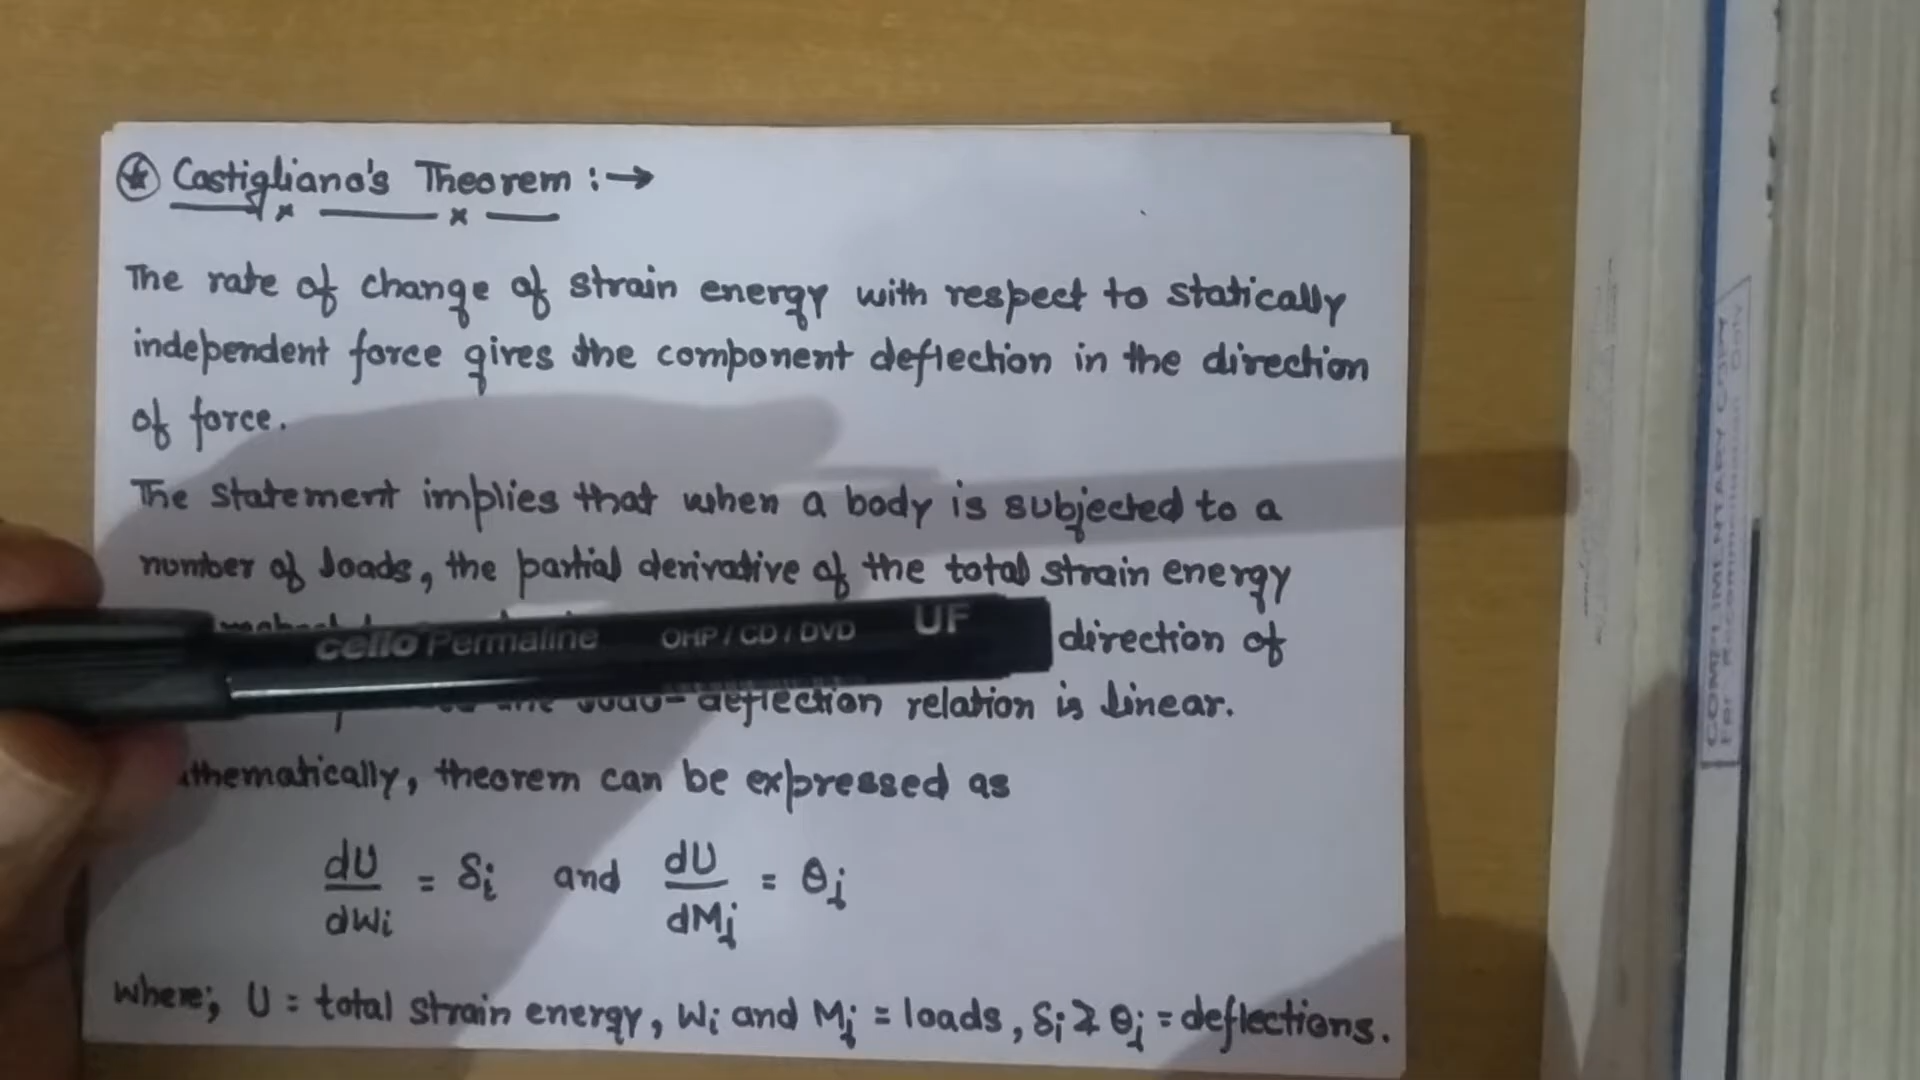 Castigliano's Theorem :→
The rate of change of strain energy with respect to statically
independent force gives the component deflection in the direction
of force.
The statement implies that when a body is subjected to a
number of loads, the partial derivative of the total strain energy
direction of
deflection relation is linear.
theorem can be expressed as
dU/dWi = δi and dU/dMj = θj
where; U = total strain energy, Wi and Mj = loads, δi & θj = deflections.
cello Permaline OHP / CD / DVD UF
COMPLIMENTARY COPY